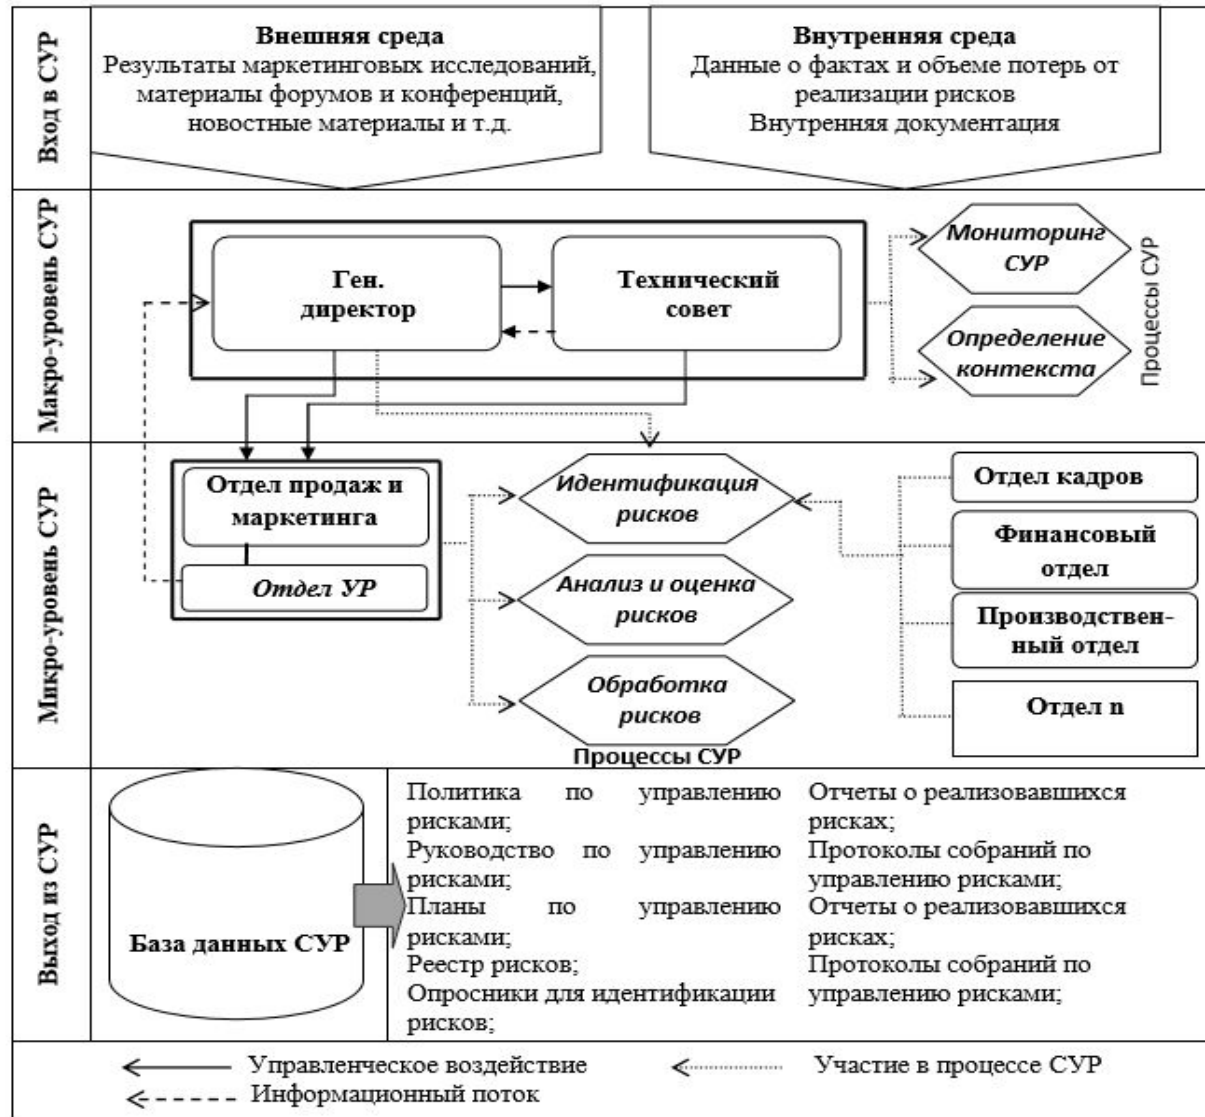 Вход в СУР
Внешняя среда
Результаты маркетинговых исследований,
материалы форумов и конференций,
новостные материалы и т.д.
Внутренняя среда
Данные о фактах и объеме потерь от
реализации рисков
Внутренняя документация
Макро-уровень СУР
Ген.
директор
Технический
совет
Мониторинг
СУР
Определение
контекста
Процессы СУР
Микро-уровень СУР
Отдел продаж и
маркетинга
Отдел УР
Идентификация
рисков
Анализ и оценка
рисков
Обработка
рисков
Процессы СУР
Отдел кадров
Финансовый
отдел
Производствен-
ный отдел
Отдел n
Выход из СУР
База данных СУР
Политика по управлению
рисками;
Руководство по управлению
рисками;
Планы по управлению
рисками;
Реестр рисков;
Опросники для идентификации
рисков;
Отчеты о реализовавшихся
рисках;
Протоколы собраний по
управлению рисками;
Отчеты о реализовавшихся
рисках;
Протоколы собраний по
управлению рисками;
Управленческое воздействие
Участие в процессе СУР
Информационный поток